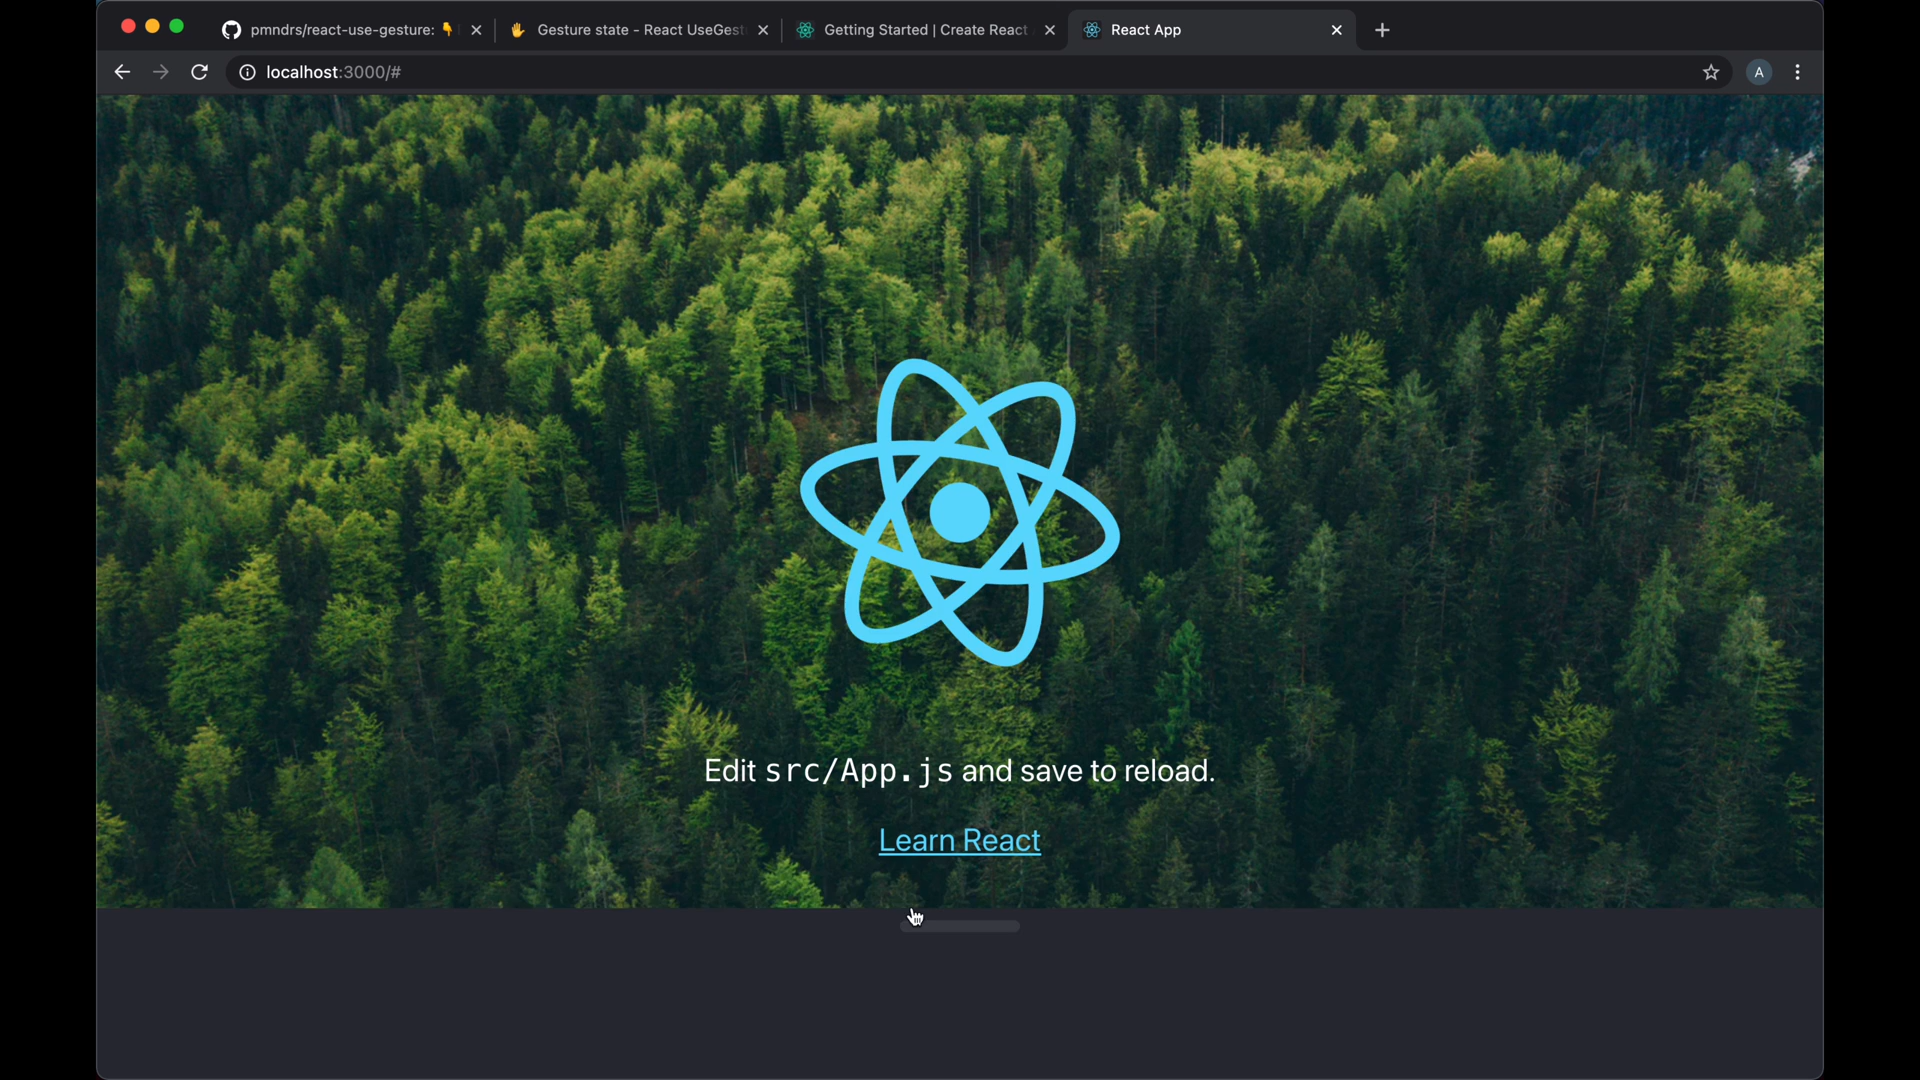 pmndrs/react-use-gesture: 👇
Gesture state - React UseGest
Getting Started | Create React
React App
localhost:3000/#
A
Edit src/App.js and save to reload.
Learn React